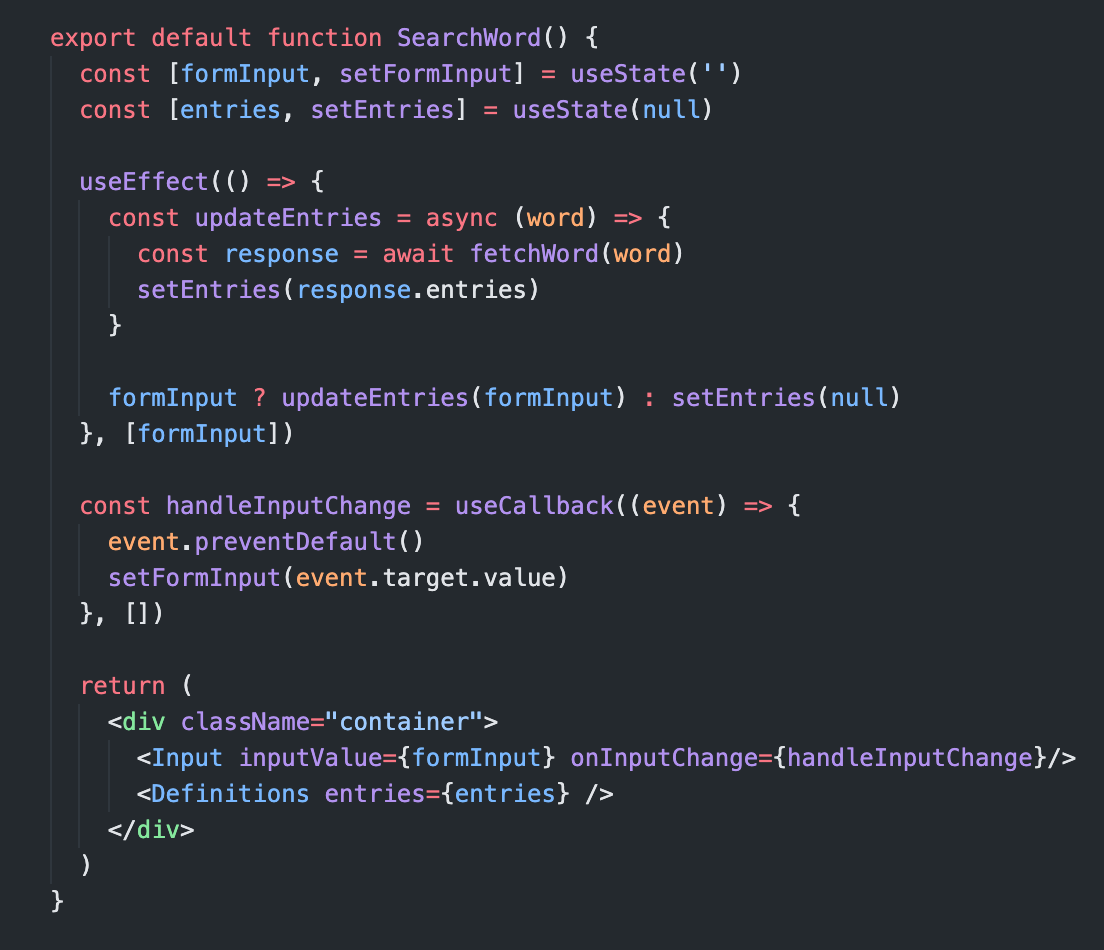 export default function SearchWord() {
  const [formInput, setFormInput] = useState('')
  const [entries, setEntries] = useState(null)

  useEffect(() => {
    const updateEntries = async (word) => {
      const response = await fetchWord(word)
      setEntries(response.entries)
    }

    formInput ? updateEntries(formInput) : setEntries(null)
  }, [formInput])

  const handleInputChange = useCallback((event) => {
    event.preventDefault()
    setFormInput(event.target.value)
  }, [])

  return (
    <div className="container">
      <Input inputValue={formInput} onInputChange={handleInputChange}/>
      <Definitions entries={entries} />
    </div>
  )
}